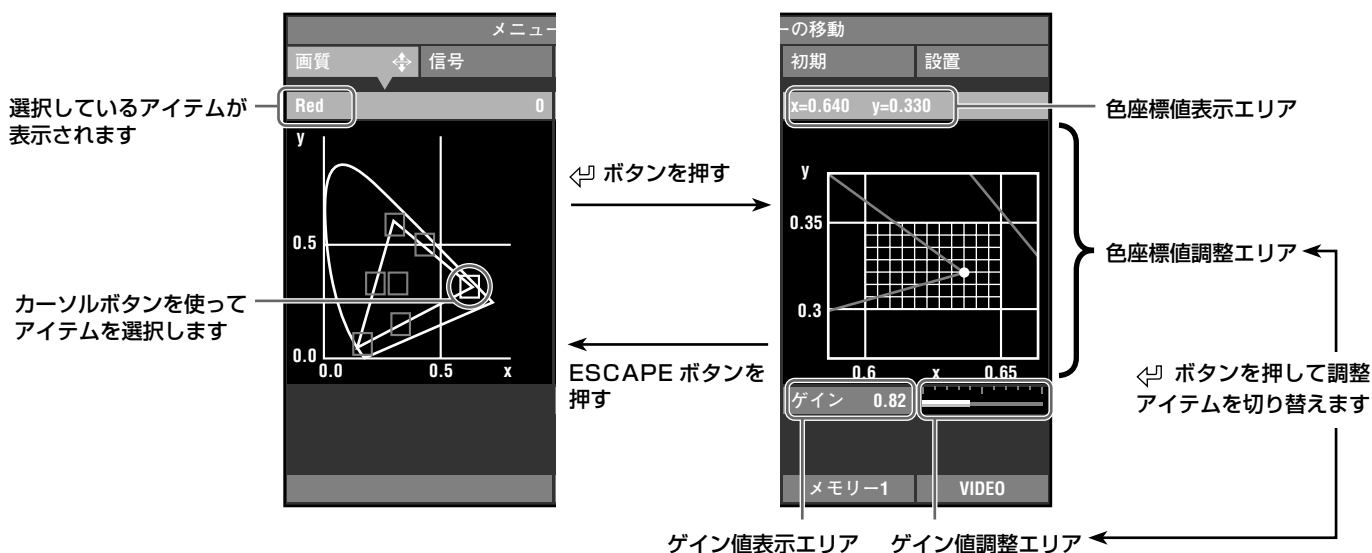 メニュー
画質
信号
選択しているアイテムが
表示されます
Red
0
y
0.5
0.0
0.0
0.5
x
カーソルボタンを使って
アイテムを選択します
ボタンを押す
ESCAPE ボタンを
押す
ーの移動
初期
設置
x=0.640 y=0.330
色座標値表示エリア
y
0.35
0.3
0.6
x
0.65
色座標値調整エリア
ゲイン 0.82
ボタンを押して調整
アイテムを切り替えます
メモリー1
VIDEO
ゲイン値表示エリア
ゲイン値調整エリア